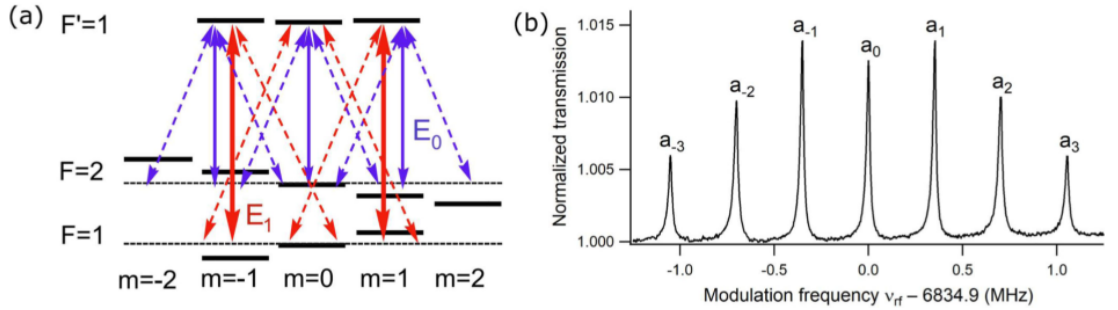 (a)
F'=1
E₀
F=2
E₁
F=1
m=-2 m=-1 m=0 m=1 m=2
(b)
Normalized transmission
1.015
1.010
1.005
1.000
a₋₃
a₋₂
a₋₁
a₀
a₁
a₂
a₃
-1.0 -0.5 0.0 0.5 1.0
Modulation frequency νrf – 6834.9 (MHz)